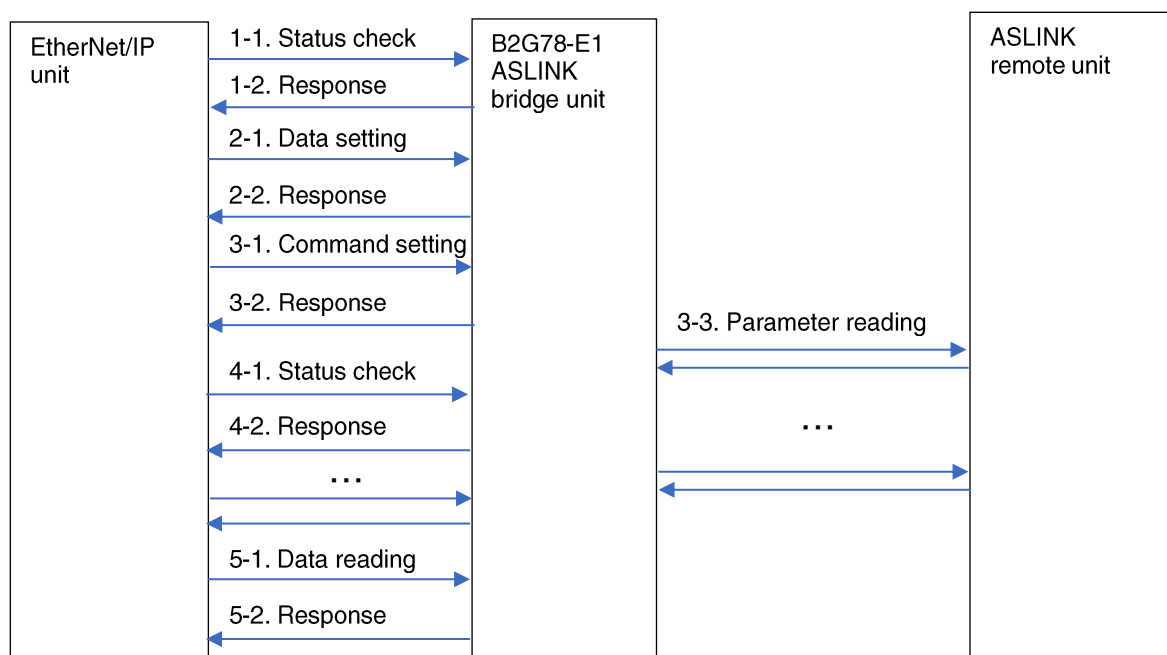 EtherNet/IP
unit
1-1. Status check
B2G78-E1
ASLINK
bridge unit
ASLINK
remote unit
1-2. Response
2-1. Data setting
2-2. Response
3-1. Command setting
3-2. Response
3-3. Parameter reading
4-1. Status check
4-2. Response
...
...
5-1. Data reading
5-2. Response